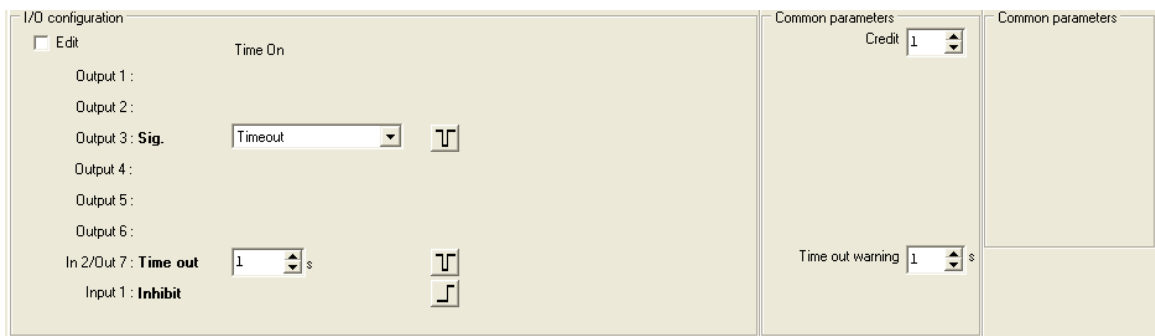 I/O configuration
Edit
Time On
Output 1 :
Output 2 :
Output 3 : Sig. Timeout
Output 4 :
Output 5 :
Output 6 :
In 2/Out 7 : Time out 1 s
Input 1 : Inhibit
Common parameters
Credit 1
Time out warning 1 s
Common parameters